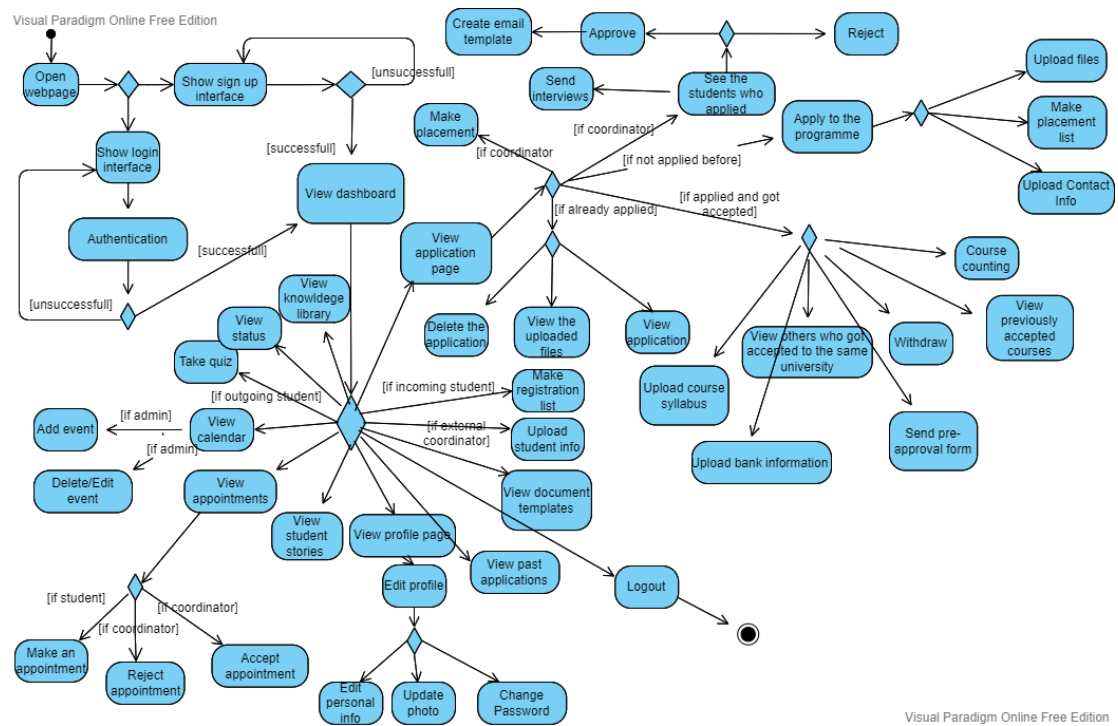 Visual Paradigm Online Free Edition
Create email
template
Approve
Reject
Open
webpage
Show sign up
interface
[unsuccessfull]
Send
interviews
See the
students who
applied
Upload files
Make
placement
[if coordinator]
Apply to the
programme
Make
placement
list
Show login
interface
[successfull]
[if coordinator
[if not applied before]
View dashboard
[if already applied]
[if applied and got
accepted]
Upload Contact
Info
Authentication
[successfull]
View
application
page
Course
counting
[unsuccessfull]
View
knowldege
library
View
status
Take quiz
Delete the
application
View the
uploaded
files
View
application
View others who got
accepted to the same
university
Withdraw
View
previously
accepted
courses
[if outgoing student]
[if incoming student]
Make
registration
list
Upload course
syllabus
Add event
[if admin]
View
calendar
[if external
coordinator]
Upload
student info
[if admin]
Send pre-
approval form
Upload bank information
Delete/Edit
event
View
appointments
View document
templates
View
student
stories
View profile page
View past
applications
Edit profile
Logout
[if student]
[if coordinator]
[if coordinator]
Make an
appointment
Reject
appointment
Accept
appointment
Edit
personal
info
Update
photo
Change
Password
Visual Paradigm Online Free Edition